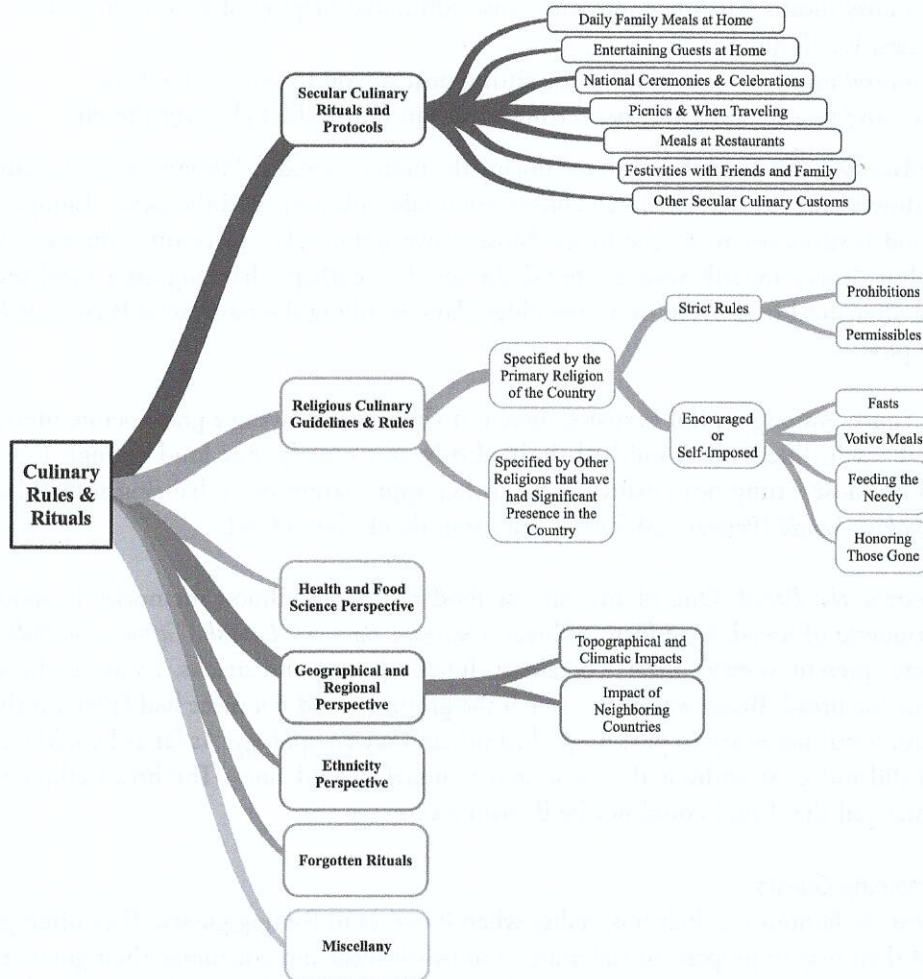 Daily Family Meals at Home
Entertaining Guests at Home
National Ceremonies & Celebrations
Picnics & When Traveling
Meals at Restaurants
Festivities with Friends and Family
Other Secular Culinary Customs
Secular Culinary
Rituals and
Protocols
Prohibitions
Strict Rules
Permissibles
Specified by the
Primary Religion
of the Country
Religious Culinary
Guidelines & Rules
Encouraged
or
Self-Imposed
Fasts
Votive Meals
Feeding the
Needy
Honoring
Those Gone
Specified by Other
Religions that have
had Significant
Presence in the
Country
Culinary
Rules &
Rituals
Health and Food
Science Perspective
Geographical and
Regional
Perspective
Topographical and
Climatic Impacts
Impact of
Neighboring
Countries
Ethnicity
Perspective
Forgotten Rituals
Miscellany